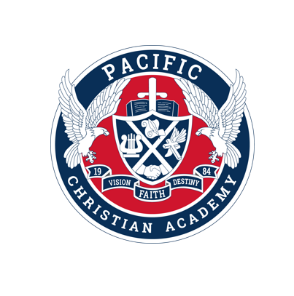 PACIFIC
19 84
VISION FAITH DESTINY
CHRISTIAN ACADEMY